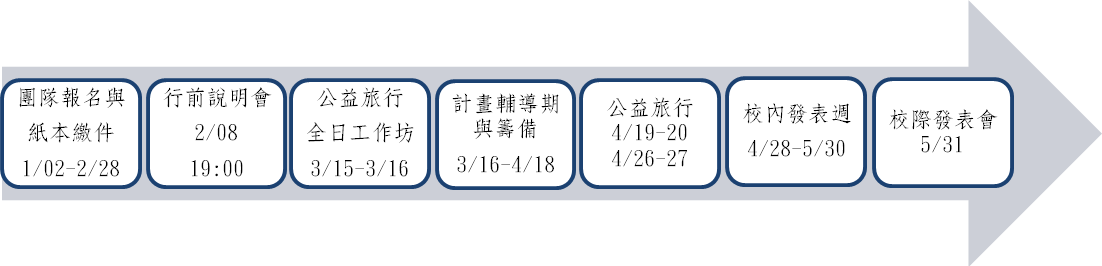 團隊報名與
紙本繳件
1/02-2/28
行前說明會
2/08
19:00
公益旅行
全日工作坊
3/15-3/16
計畫輔導期
與籌備
3/16-4/18
公益旅行
4/19-20
4/26-27
校內發表週
4/28-5/30
校際發表會
5/31